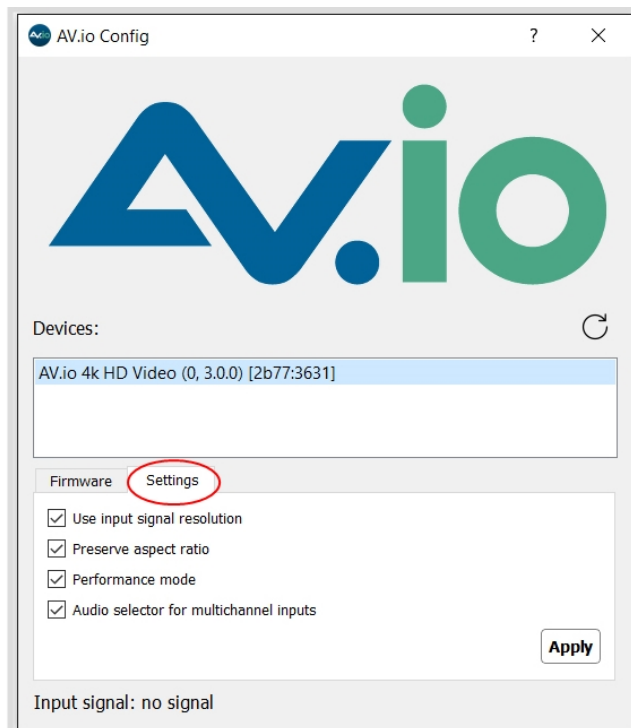 AV.io Config
AV.io
Devices:
AV.io 4k HD Video (0, 3.0.0) [2b77:3631]
Firmware Settings
Use input signal resolution
Preserve aspect ratio
Performance mode
Audio selector for multichannel inputs
Apply
Input signal: no signal